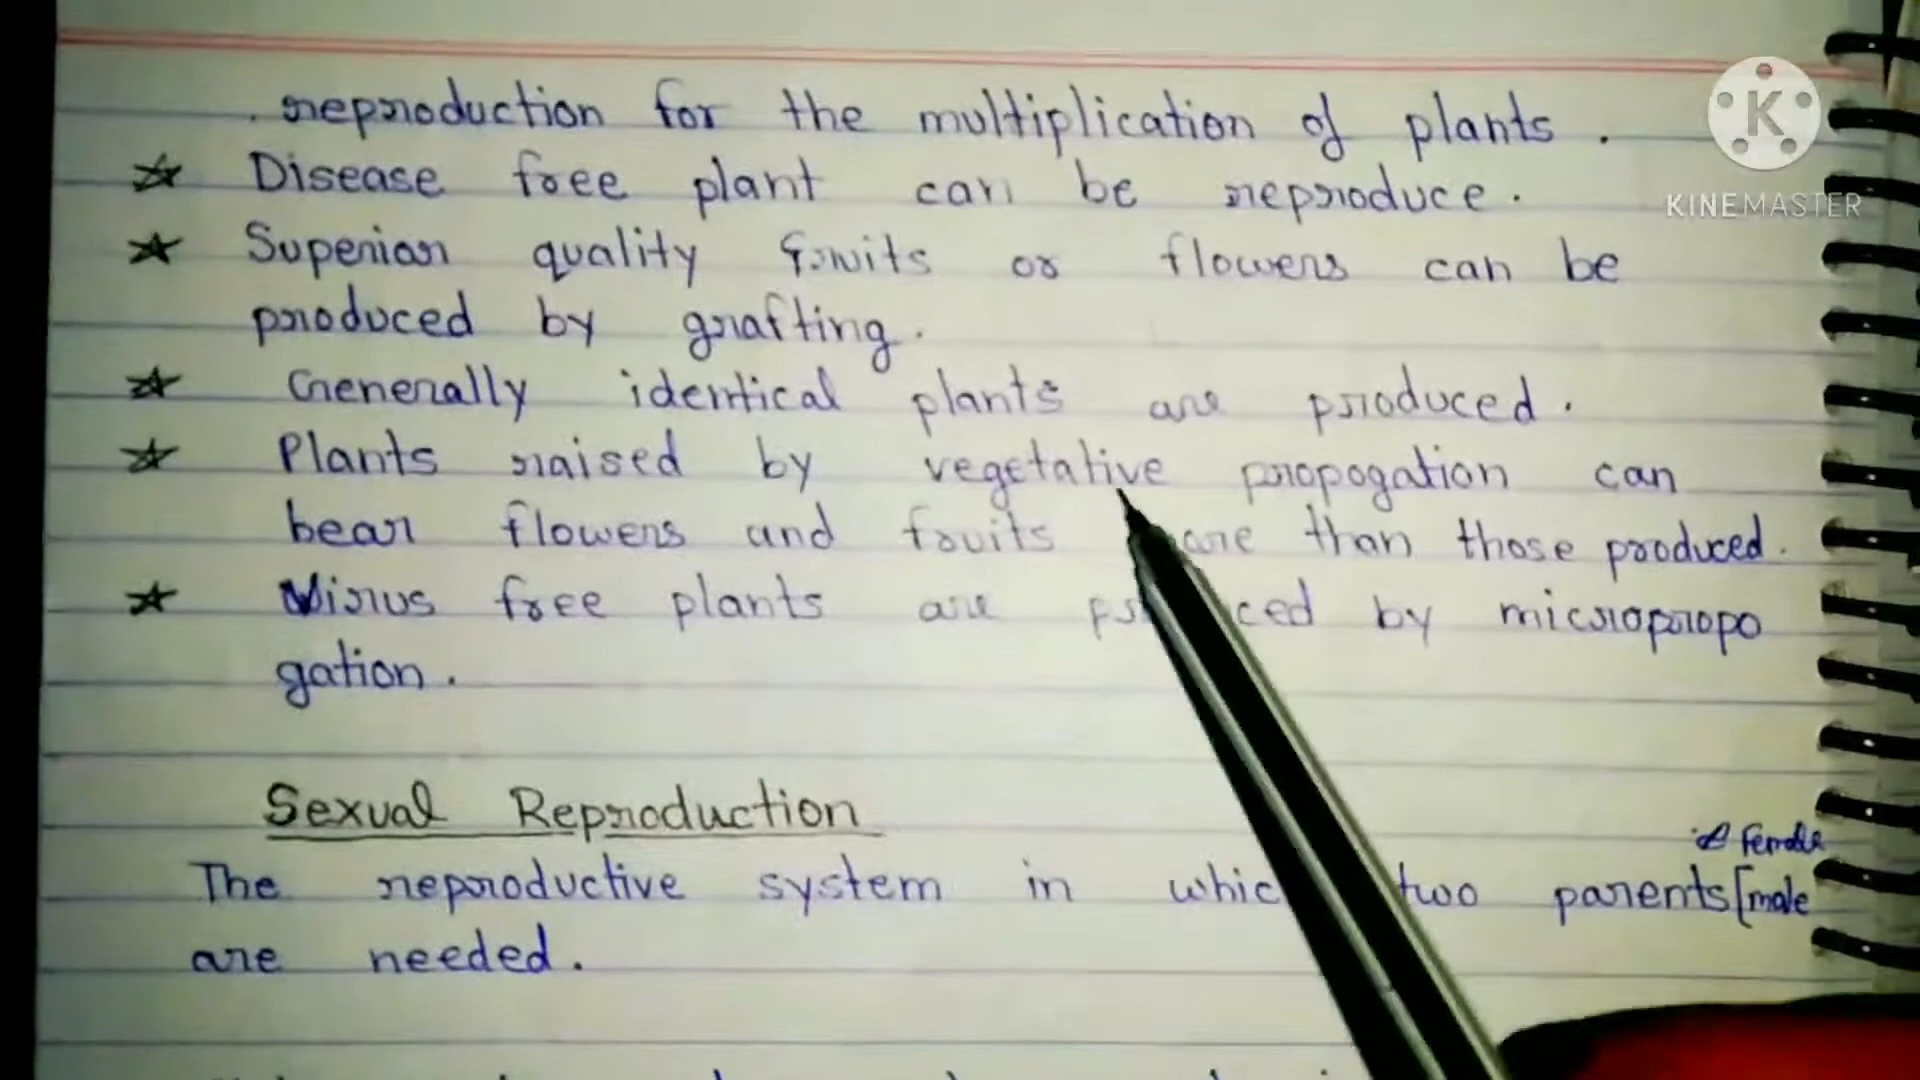 reproduction for the multiplication of plants.
☆ Disease free plant can be reproduce.
☆ Superior quality fruits or flowers can be
produced by grafting.
☆ Generally identical plants are produced.
☆ Plants raised by vegetative propogation can
bear flowers and fruits than those produced.
☆ Virus free plants are by micropropo
gation.
Sexual Reproduction
& Female
The reproductive system in two parents [male
are needed.
K
KINEMASTER